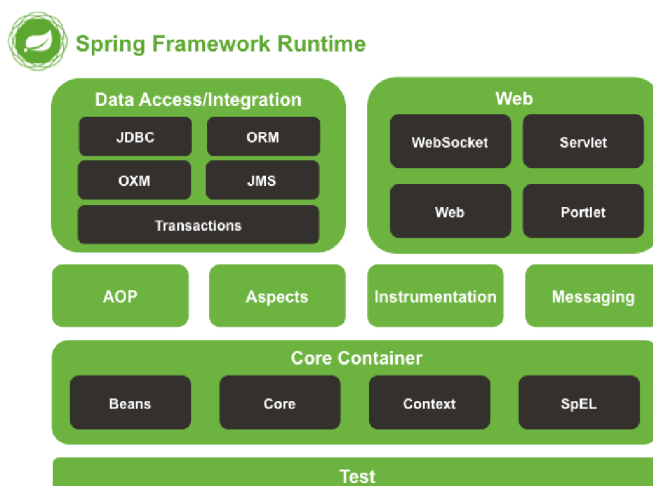 Spring Framework Runtime
Data Access/Integration
JDBC
ORM
OXM
JMS
Transactions
Web
WebSocket
Servlet
Web
Portlet
AOP
Aspects
Instrumentation
Messaging
Core Container
Beans
Core
Context
SpEL
Test